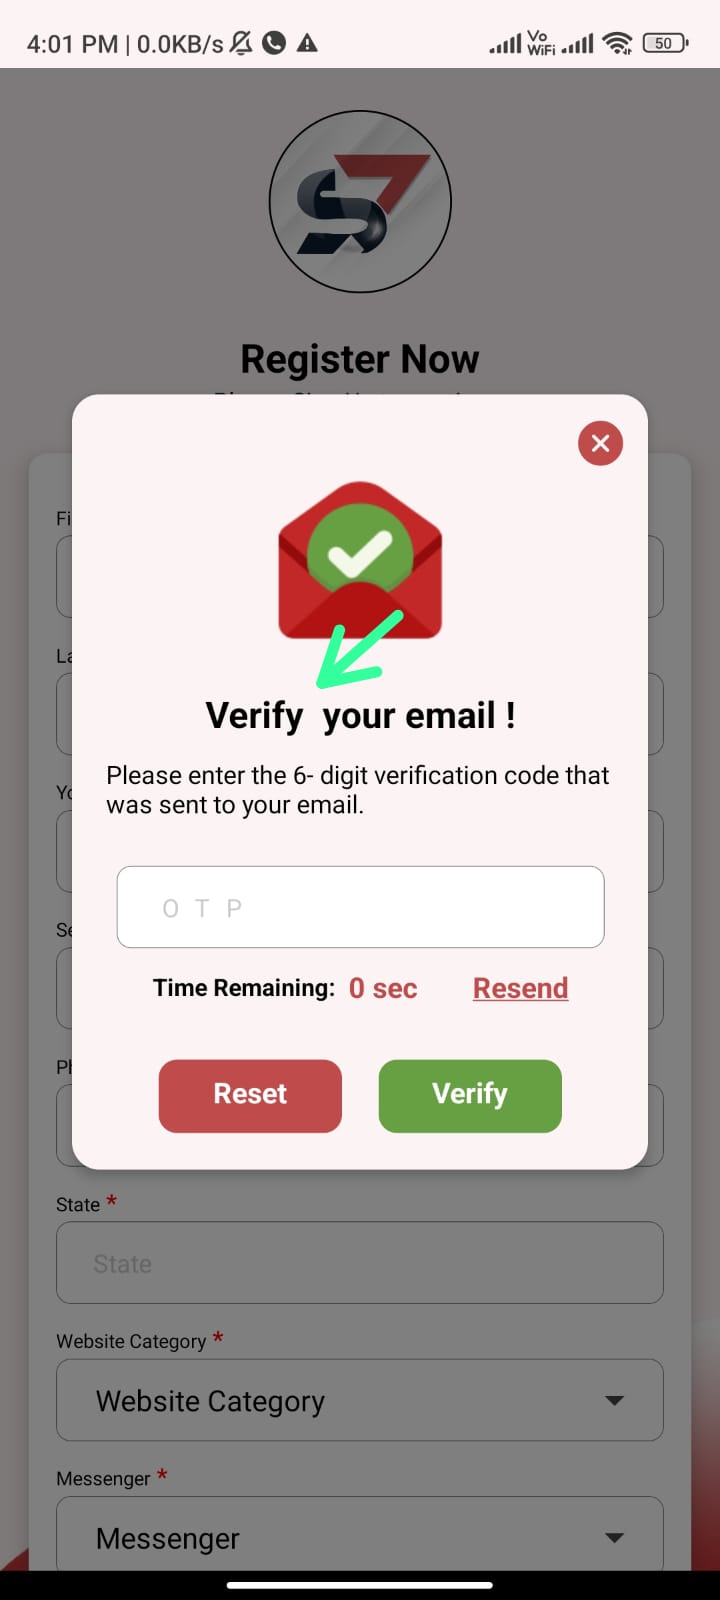 4:01 PM | 0.0KB/s
Vo
WiFi
50
S7
Register Now
Fi
La
Yo
Se
Ph
Verify  your email !
Please enter the 6- digit verification code that
was sent to your email.
O T P
Time Remaining: 0 sec Resend
Reset Verify
State *
State
Website Category *
Website Category
Messenger *
Messenger